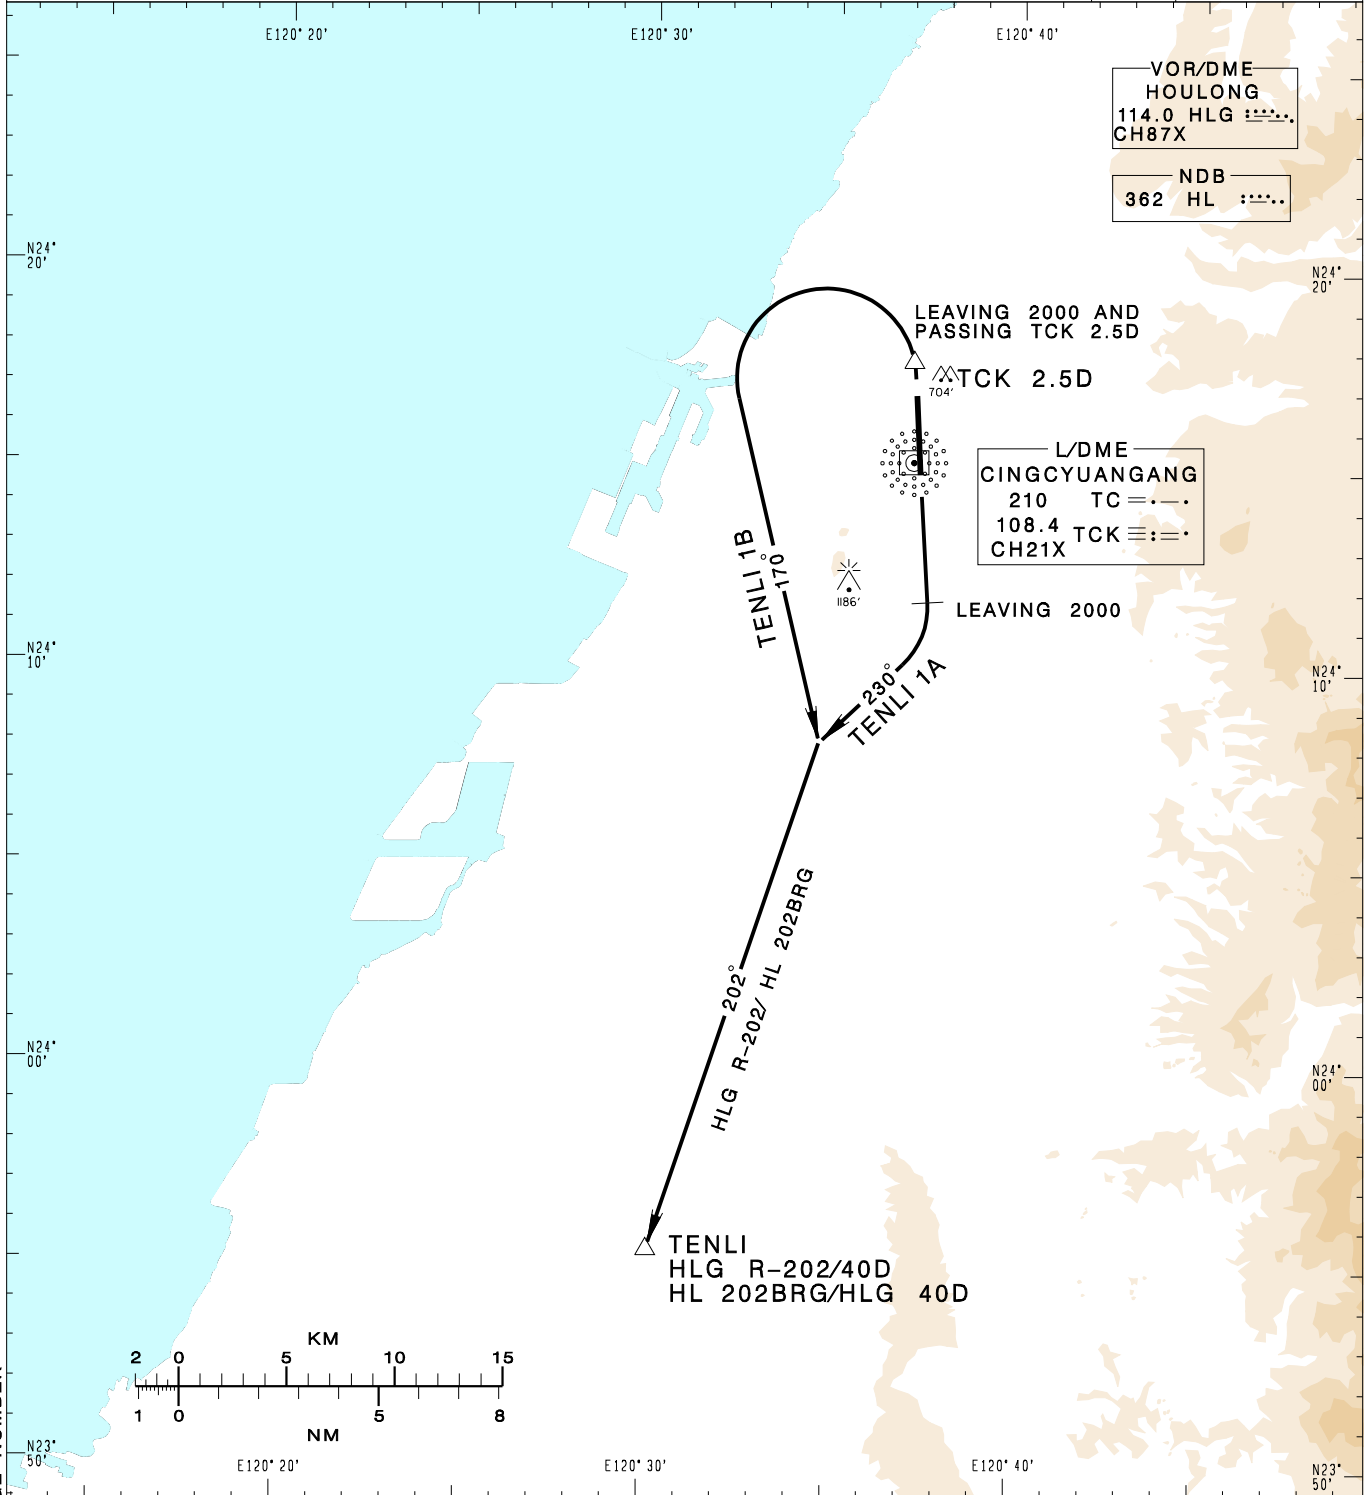 E120° 20'
E120° 30'
E120° 40'
VOR/DME
HOULONG
114.0 HLG
CH87X
NDB
362 HL
N24°
20'
N24°
20'
LEAVING 2000 AND
PASSING TCK 2.5D
TCK 2.5D
704'
L/DME
CINGCYUANGANG
210 TC
108.4 TCK
CH21X
TENLI 1B
170°
1186'
LEAVING 2000
N24°
10'
N24°
10'
230°
TENLI 1A
202°
HLG R-202/ HL 202BRG
N24°
00'
N24°
00'
TENLI
HLG R-202/40D
HL 202BRG/HLG 40D
KM
2 0 5 10 15
1 0 5 8
NM
N23°
50'
N23°
50'
E120° 20'
E120° 30'
E120° 40'